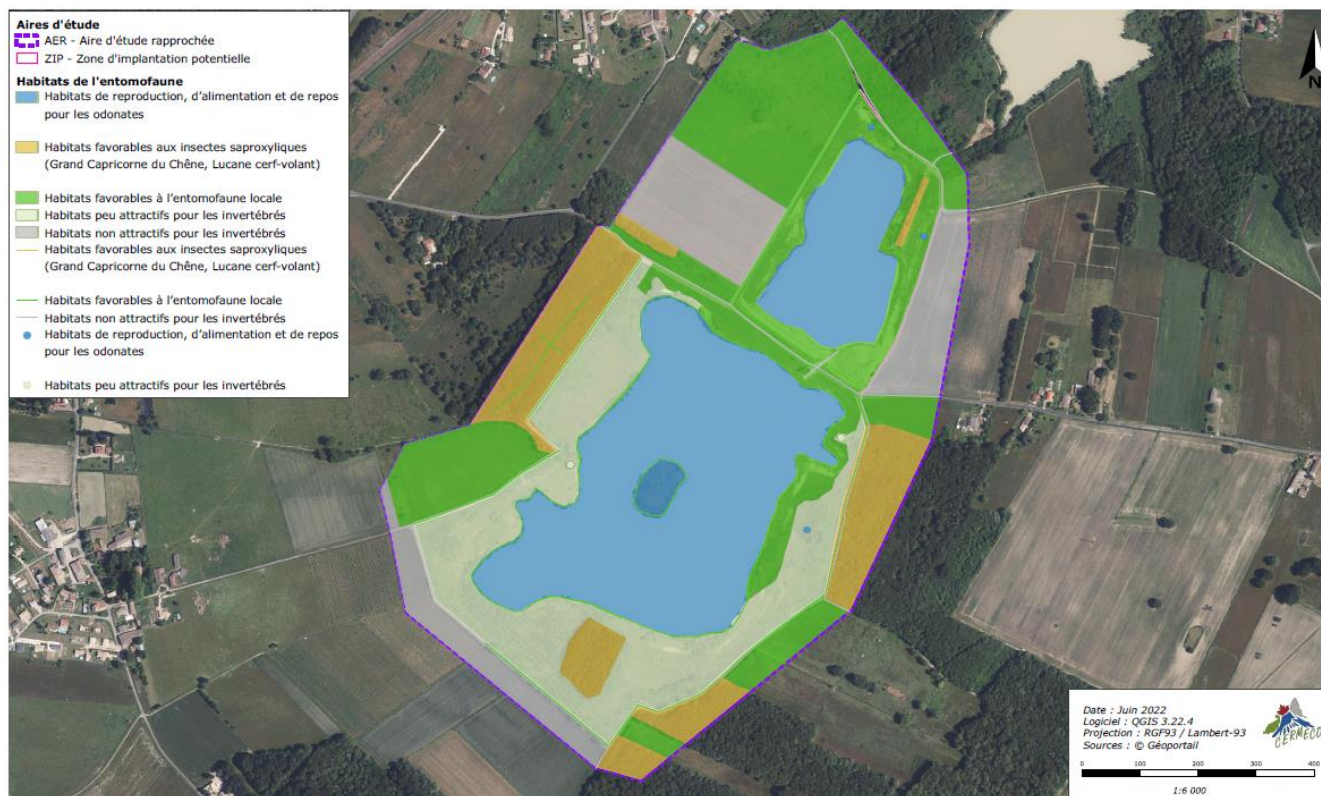 Aires d'étude
AER - Aire d'étude rapprochée
ZIP - Zone d'implantation potentielle
Habitats de l'entomofaune
Habitats de reproduction, d'alimentation et de repos
pour les odonates
Habitats favorables aux insectes saproxyliques
(Grand Capricorne du Chêne, Lucane cerf-volant)
Habitats favorables à l'entomofaune locale
Habitats peu attractifs pour les invertébrés
Habitats non attractifs pour les invertébrés
Habitats favorables aux insectes saproxyliques
(Grand Capricorne du Chêne, Lucane cerf-volant)
Habitats favorables à l'entomofaune locale
Habitats non attractifs pour les invertébrés
Habitats de reproduction, d'alimentation et de repos
pour les odonates
Habitats peu attractifs pour les invertébrés
N
Date : Juin 2022
Logiciel : QGIS 3.22.4
Projection : RGF93 / Lambert-93
Sources : © Géoportail
CERMECO
0 100 200 300 400
1:6 000